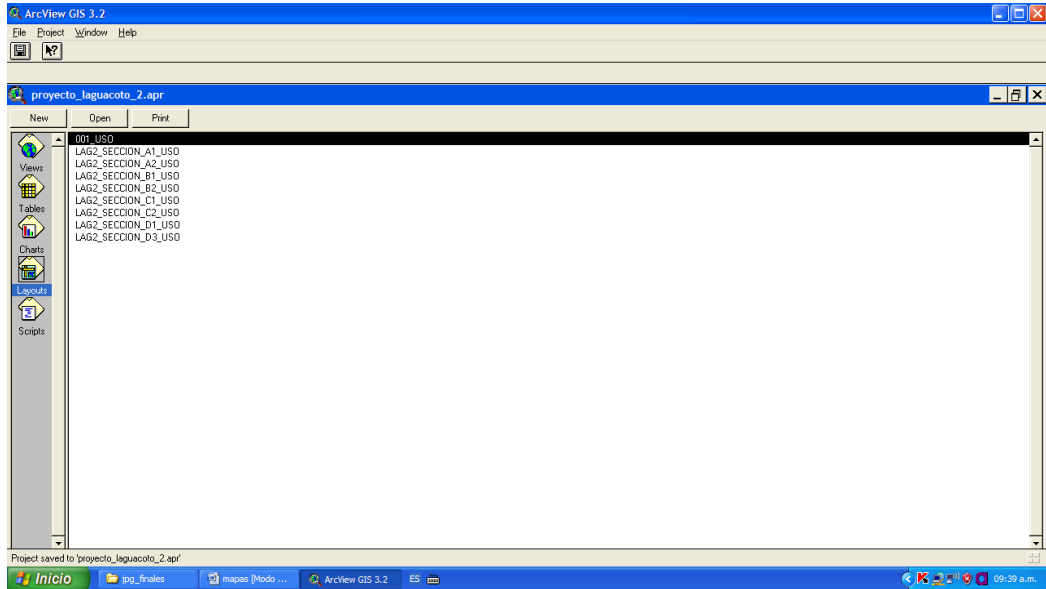 ArcView GIS 3.2
File Project Window Help
proyecto_laguacoto_2.apr
New Open Print
Views
Tables
Charts
Layouts
Scripts
001_USO
LAG2_SECCION_A1_USO
LAG2_SECCION_A2_USO
LAG2_SECCION_B1_USO
LAG2_SECCION_B2_USO
LAG2_SECCION_C1_USO
LAG2_SECCION_C2_USO
LAG2_SECCION_D1_USO
LAG2_SECCION_D3_USO
Project saved to 'proyecto_laguacoto_2.apr'
Inicio jpg_finales mapas [Modo ... ArcView GIS 3.2 ES 09:39 a.m.